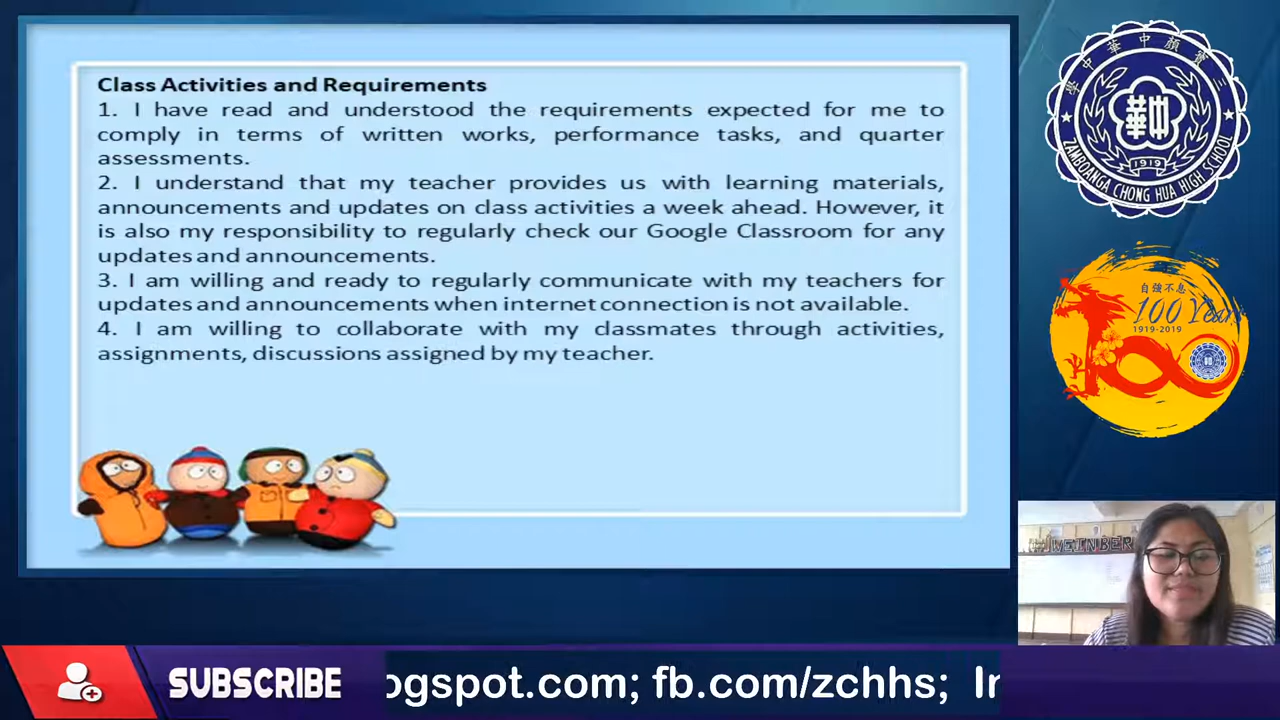 Class Activities and Requirements
1. I have read and understood the requirements expected for me to
comply in terms of written works, performance tasks, and quarter
assessments.
2. I understand that my teacher provides us with learning materials,
announcements and updates on class activities a week ahead. However, it
is also my responsibility to regularly check our Google Classroom for any
updates and announcements.
3. I am willing and ready to regularly communicate with my teachers for
updates and announcements when internet connection is not available.
4. I am willing to collaborate with my classmates through activities,
assignments, discussions assigned by my teacher.
華中
1919
ZAMBOANGA CHONG HUA HIGH SCHOOL
自強不息
100 Years
1919-2019
WEINBER
SUBSCRIBE
ogspot.com; fb.com/zchhs; In